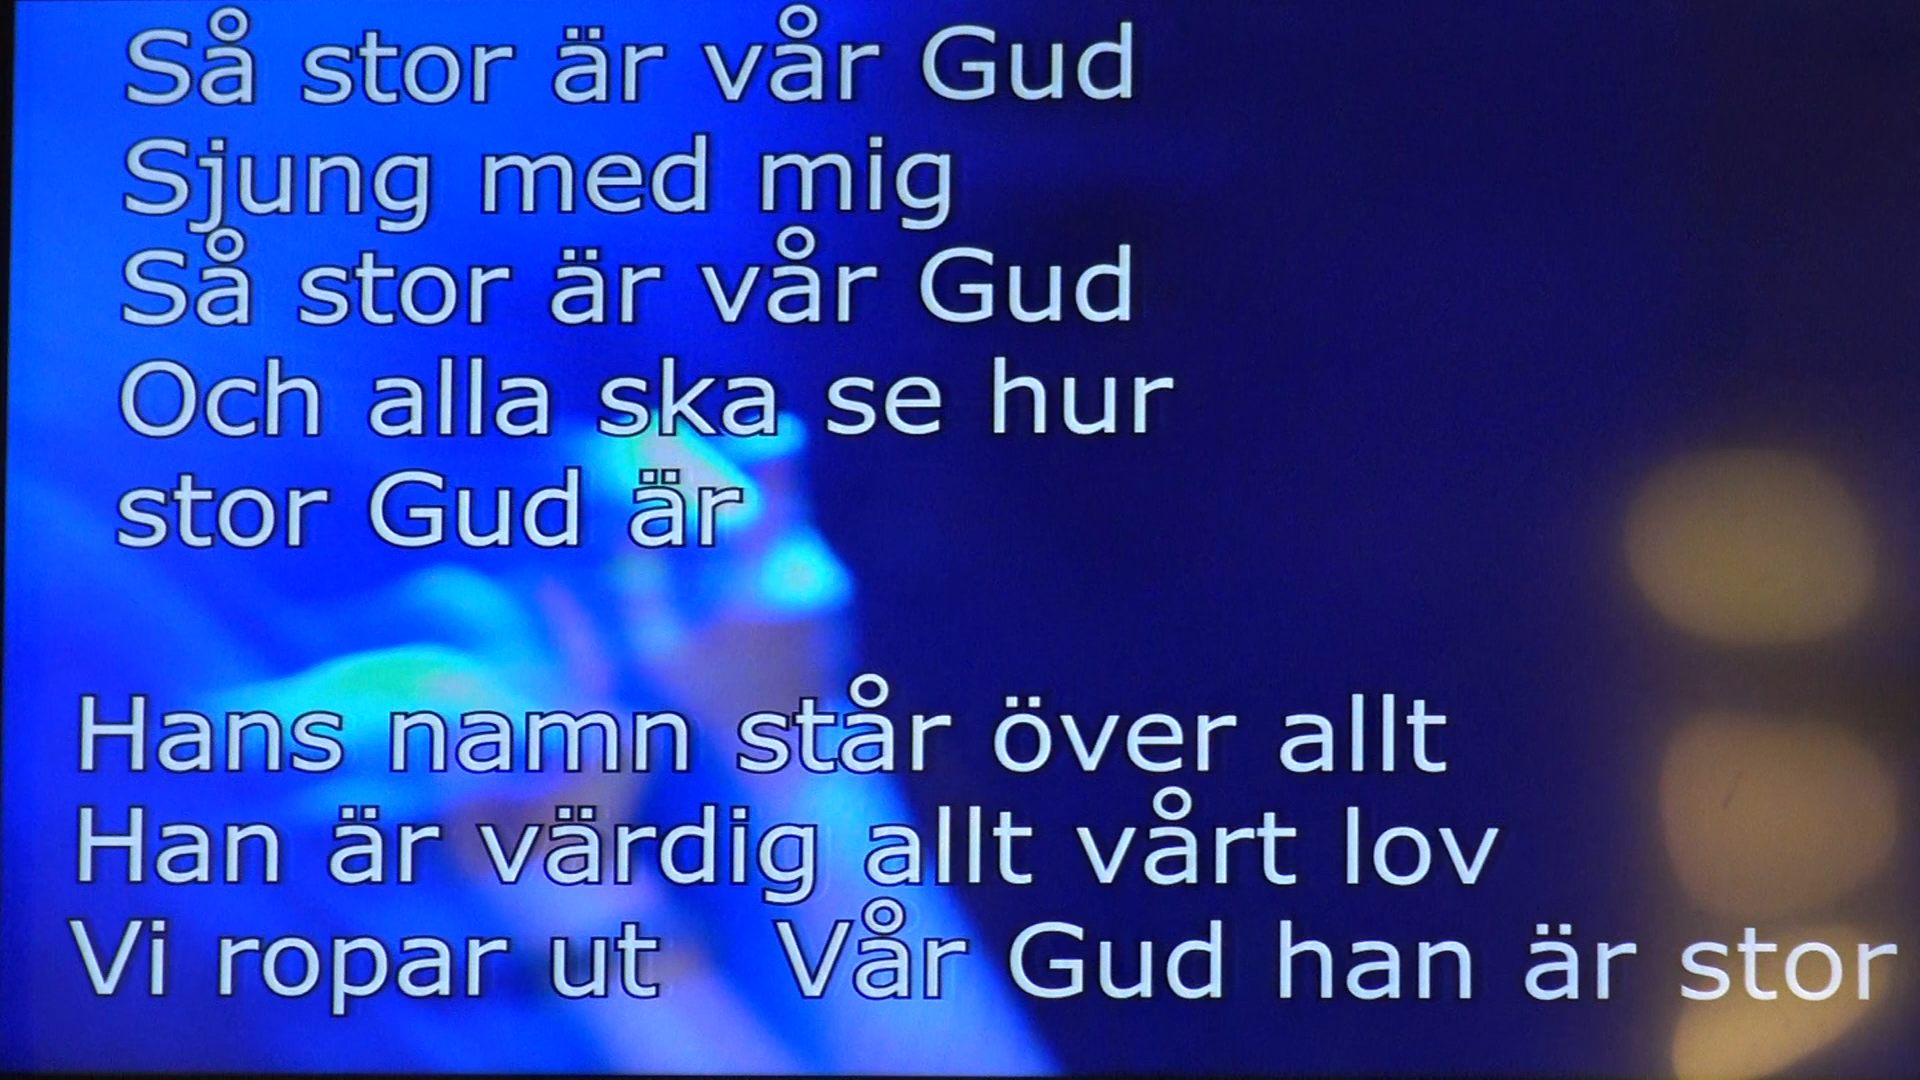 Så stor är vår Gud
Sjung med mig
Så stor är vår Gud
Och alla ska se hur
stor Gud är
Hans namn står över allt
Han är värdig allt vårt lov
Vi ropar ut Vår Gud han är stor